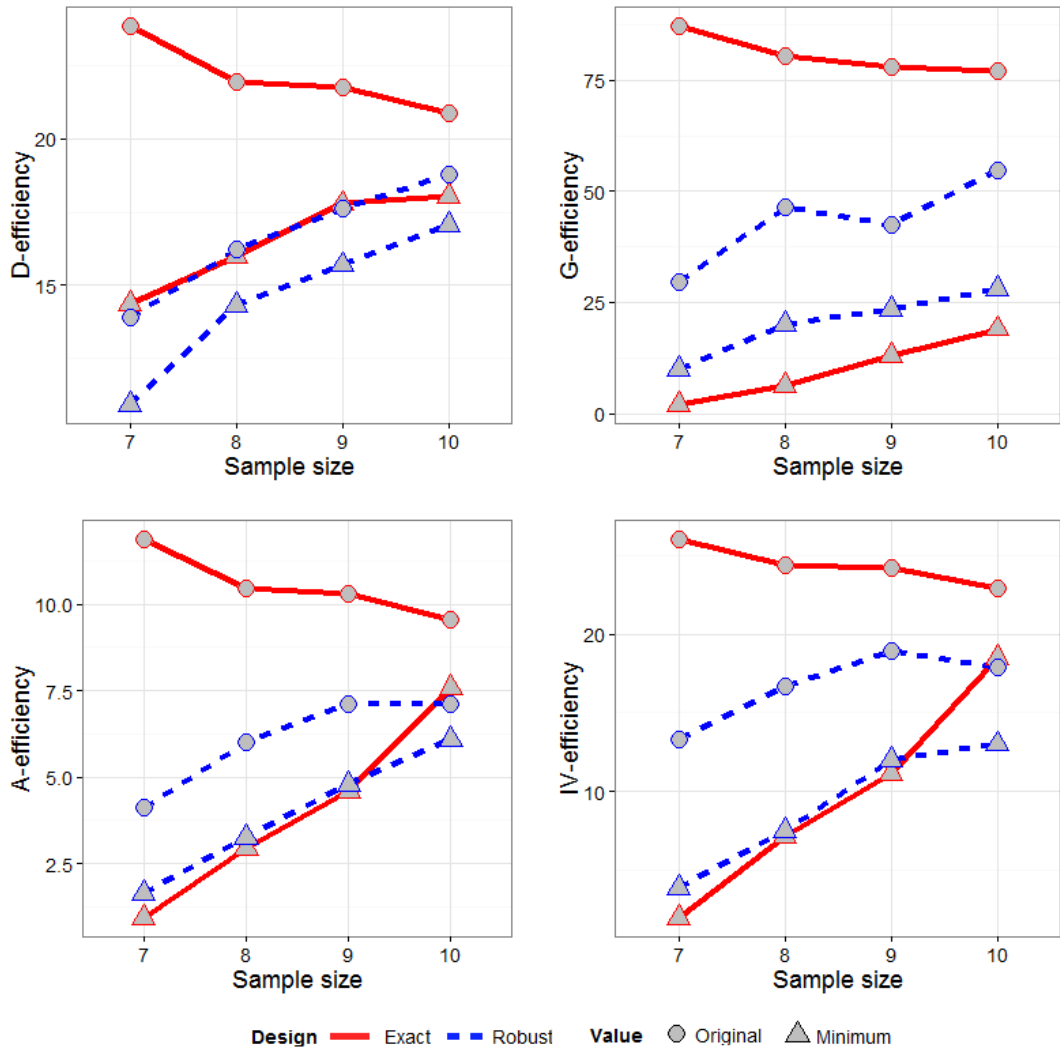 D-efficiency
20
15
7 8 9 10
Sample size
G-efficiency
75
50
25
0
7 8 9 10
Sample size
A-efficiency
10.0
7.5
5.0
2.5
7 8 9 10
Sample size
IV-efficiency
20
10
7 8 9 10
Sample size
Design Exact Robust Value Original Minimum